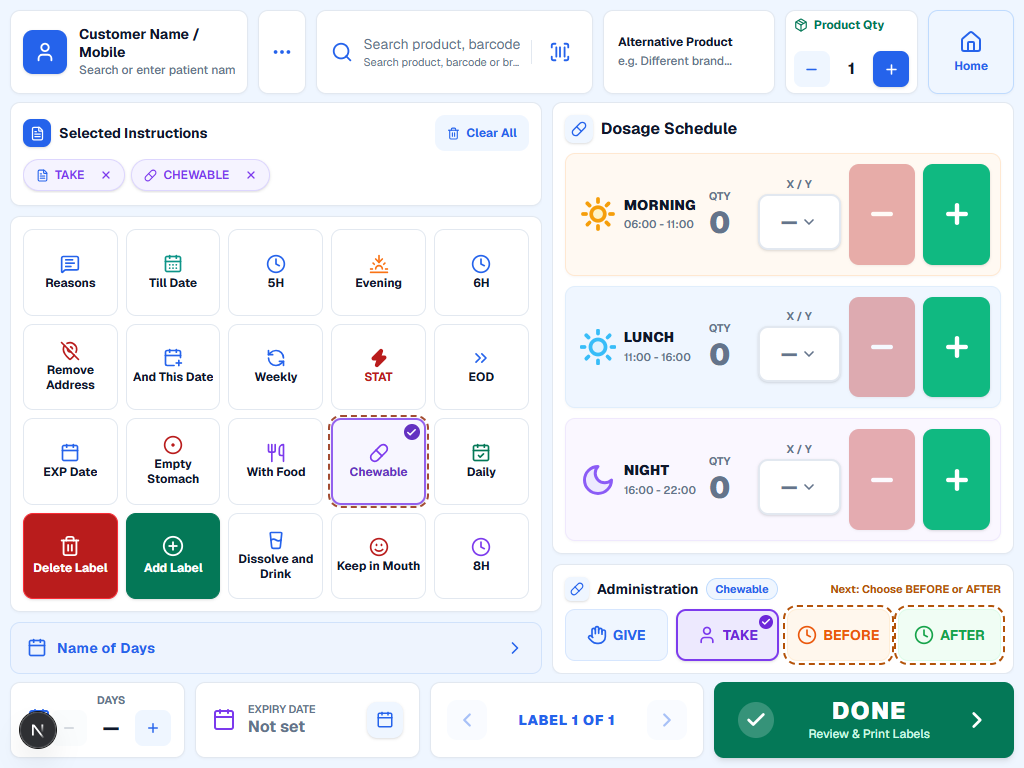 Customer Name /
Mobile
Search or enter patient nam
Search product, barcode
Search product, barcode or br...
Alternative Product
e.g. Different brand...
Product Qty
− 1 +
Home
Selected Instructions
Clear All
TAKE ×
CHEWABLE ×
Reasons
Till Date
5H
Evening
6H
Remove
Address
And This Date
Weekly
STAT
EOD
EXP Date
Empty
Stomach
With Food
Chewable
Daily
Delete Label
Add Label
Dissolve and
Drink
Keep in Mouth
8H
Name of Days
Dosage Schedule
MORNING
06:00 - 11:00
QTY
0
X / Y
—
− +
LUNCH
11:00 - 16:00
QTY
0
X / Y
—
− +
NIGHT
16:00 - 22:00
QTY
0
X / Y
—
− +
Administration
Chewable
Next: Choose BEFORE or AFTER
GIVE
TAKE
BEFORE
AFTER
N
DAYS
− — +
EXPIRY DATE
Not set
LABEL 1 OF 1
DONE
Review & Print Labels